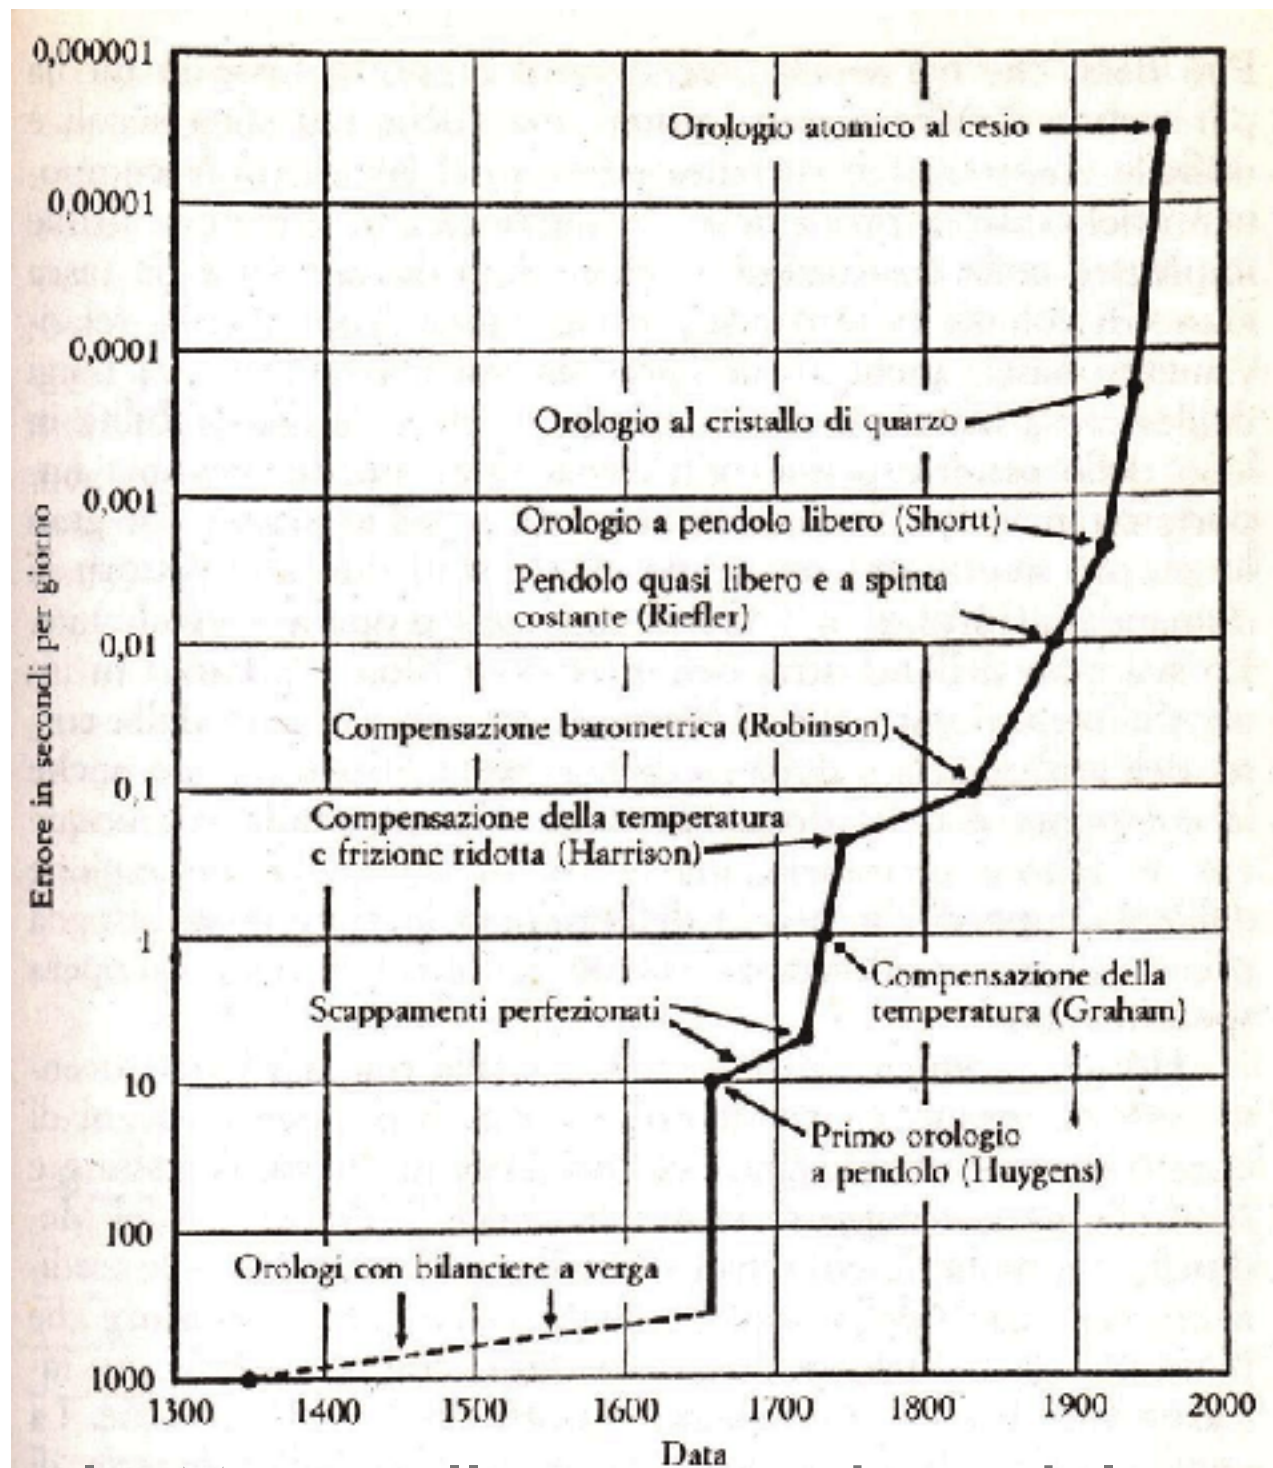 0,000001
Orologio atomico al cesio
0,00001
0,0001
Orologio al cristallo di quarzo
0,001
Orologio a pendolo libero (Shortt)
Pendolo quasi libero e a spinta
costante (Riefler)
0,01
Errore in secondi per giorno
Compensazione barometrica (Robinson)
0,1
Compensazione della temperatura
e frizione ridotta (Harrison)
1
Compensazione della
temperatura (Graham)
Scappamenti perfezionati
10
Primo orologio
a pendolo (Huygens)
100
Orologi con bilanciere a verga
1000
1300 1400 1500 1600 1700 1800 1900 2000
Data